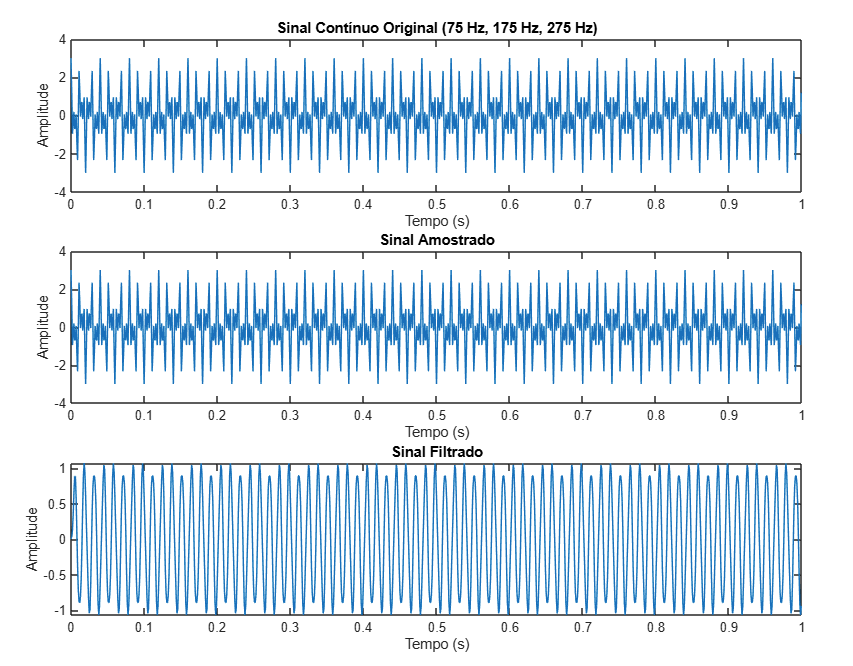 Sinal Contínuo Original (75 Hz, 175 Hz, 275 Hz)
4
2
0
-2
-4
Amplitude
0 0.1 0.2 0.3 0.4 0.5 0.6 0.7 0.8 0.9 1
Tempo (s)
Sinal Amostrado
4
2
0
-2
-4
Amplitude
0 0.1 0.2 0.3 0.4 0.5 0.6 0.7 0.8 0.9 1
Tempo (s)
Sinal Filtrado
1
0.5
0
-0.5
-1
Amplitude
0 0.1 0.2 0.3 0.4 0.5 0.6 0.7 0.8 0.9 1
Tempo (s)